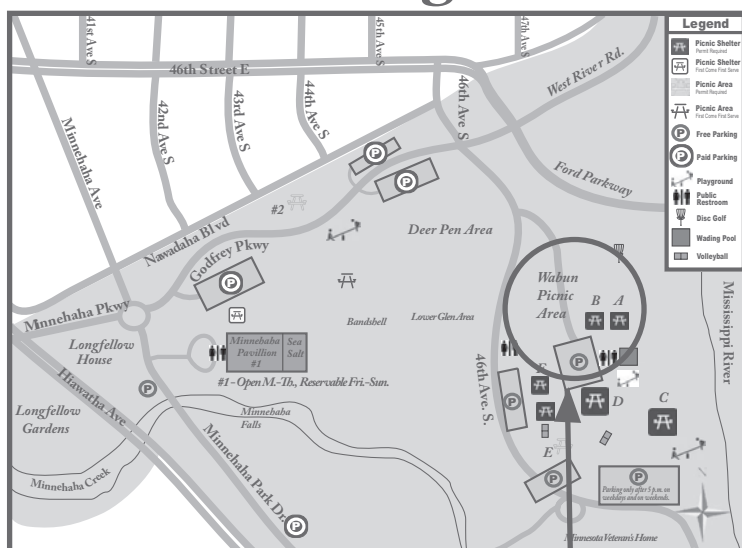 g
41st Ave S
45th Ave S
47th Ave S
46th Street E
42nd Ave S
43rd Ave S
44th Ave S
46th Ave S
West River Rd.
Ford Parkway
Minnehaha Ave
Nawadaha Blvd
Godfrey Pkwy
#2
P
P
P
Deer Pen Area
Wabun
Picnic
Area
B A
Minnehaha Pkwy
Bandshell
Lower Glen Area
Longfellow
House
Minnehaha
Pavillion
#1
Sea
Salt
#1 - Open M.-Th., Reservable Fri.-Sun.
Hiawatha Ave
Longfellow
Gardens
Minnehaha
Falls
Minnehaha Creek
Minnehaha Park Dr.
P
P
46th Ave. S.
P
P
P
D
C
E
P
Parking only after 5 p.m. on
weekdays and on weekends.
Minnesota Veteran's Home
Mississippi River
Legend
Picnic Shelter
Permit Required
Picnic Shelter
First Come First Serve
Picnic Area
Permit Required
Picnic Area
First Come First Serve
P Free Parking
P Paid Parking
Playground
Public
Restroom
Disc Golf
Wading Pool
Volleyball